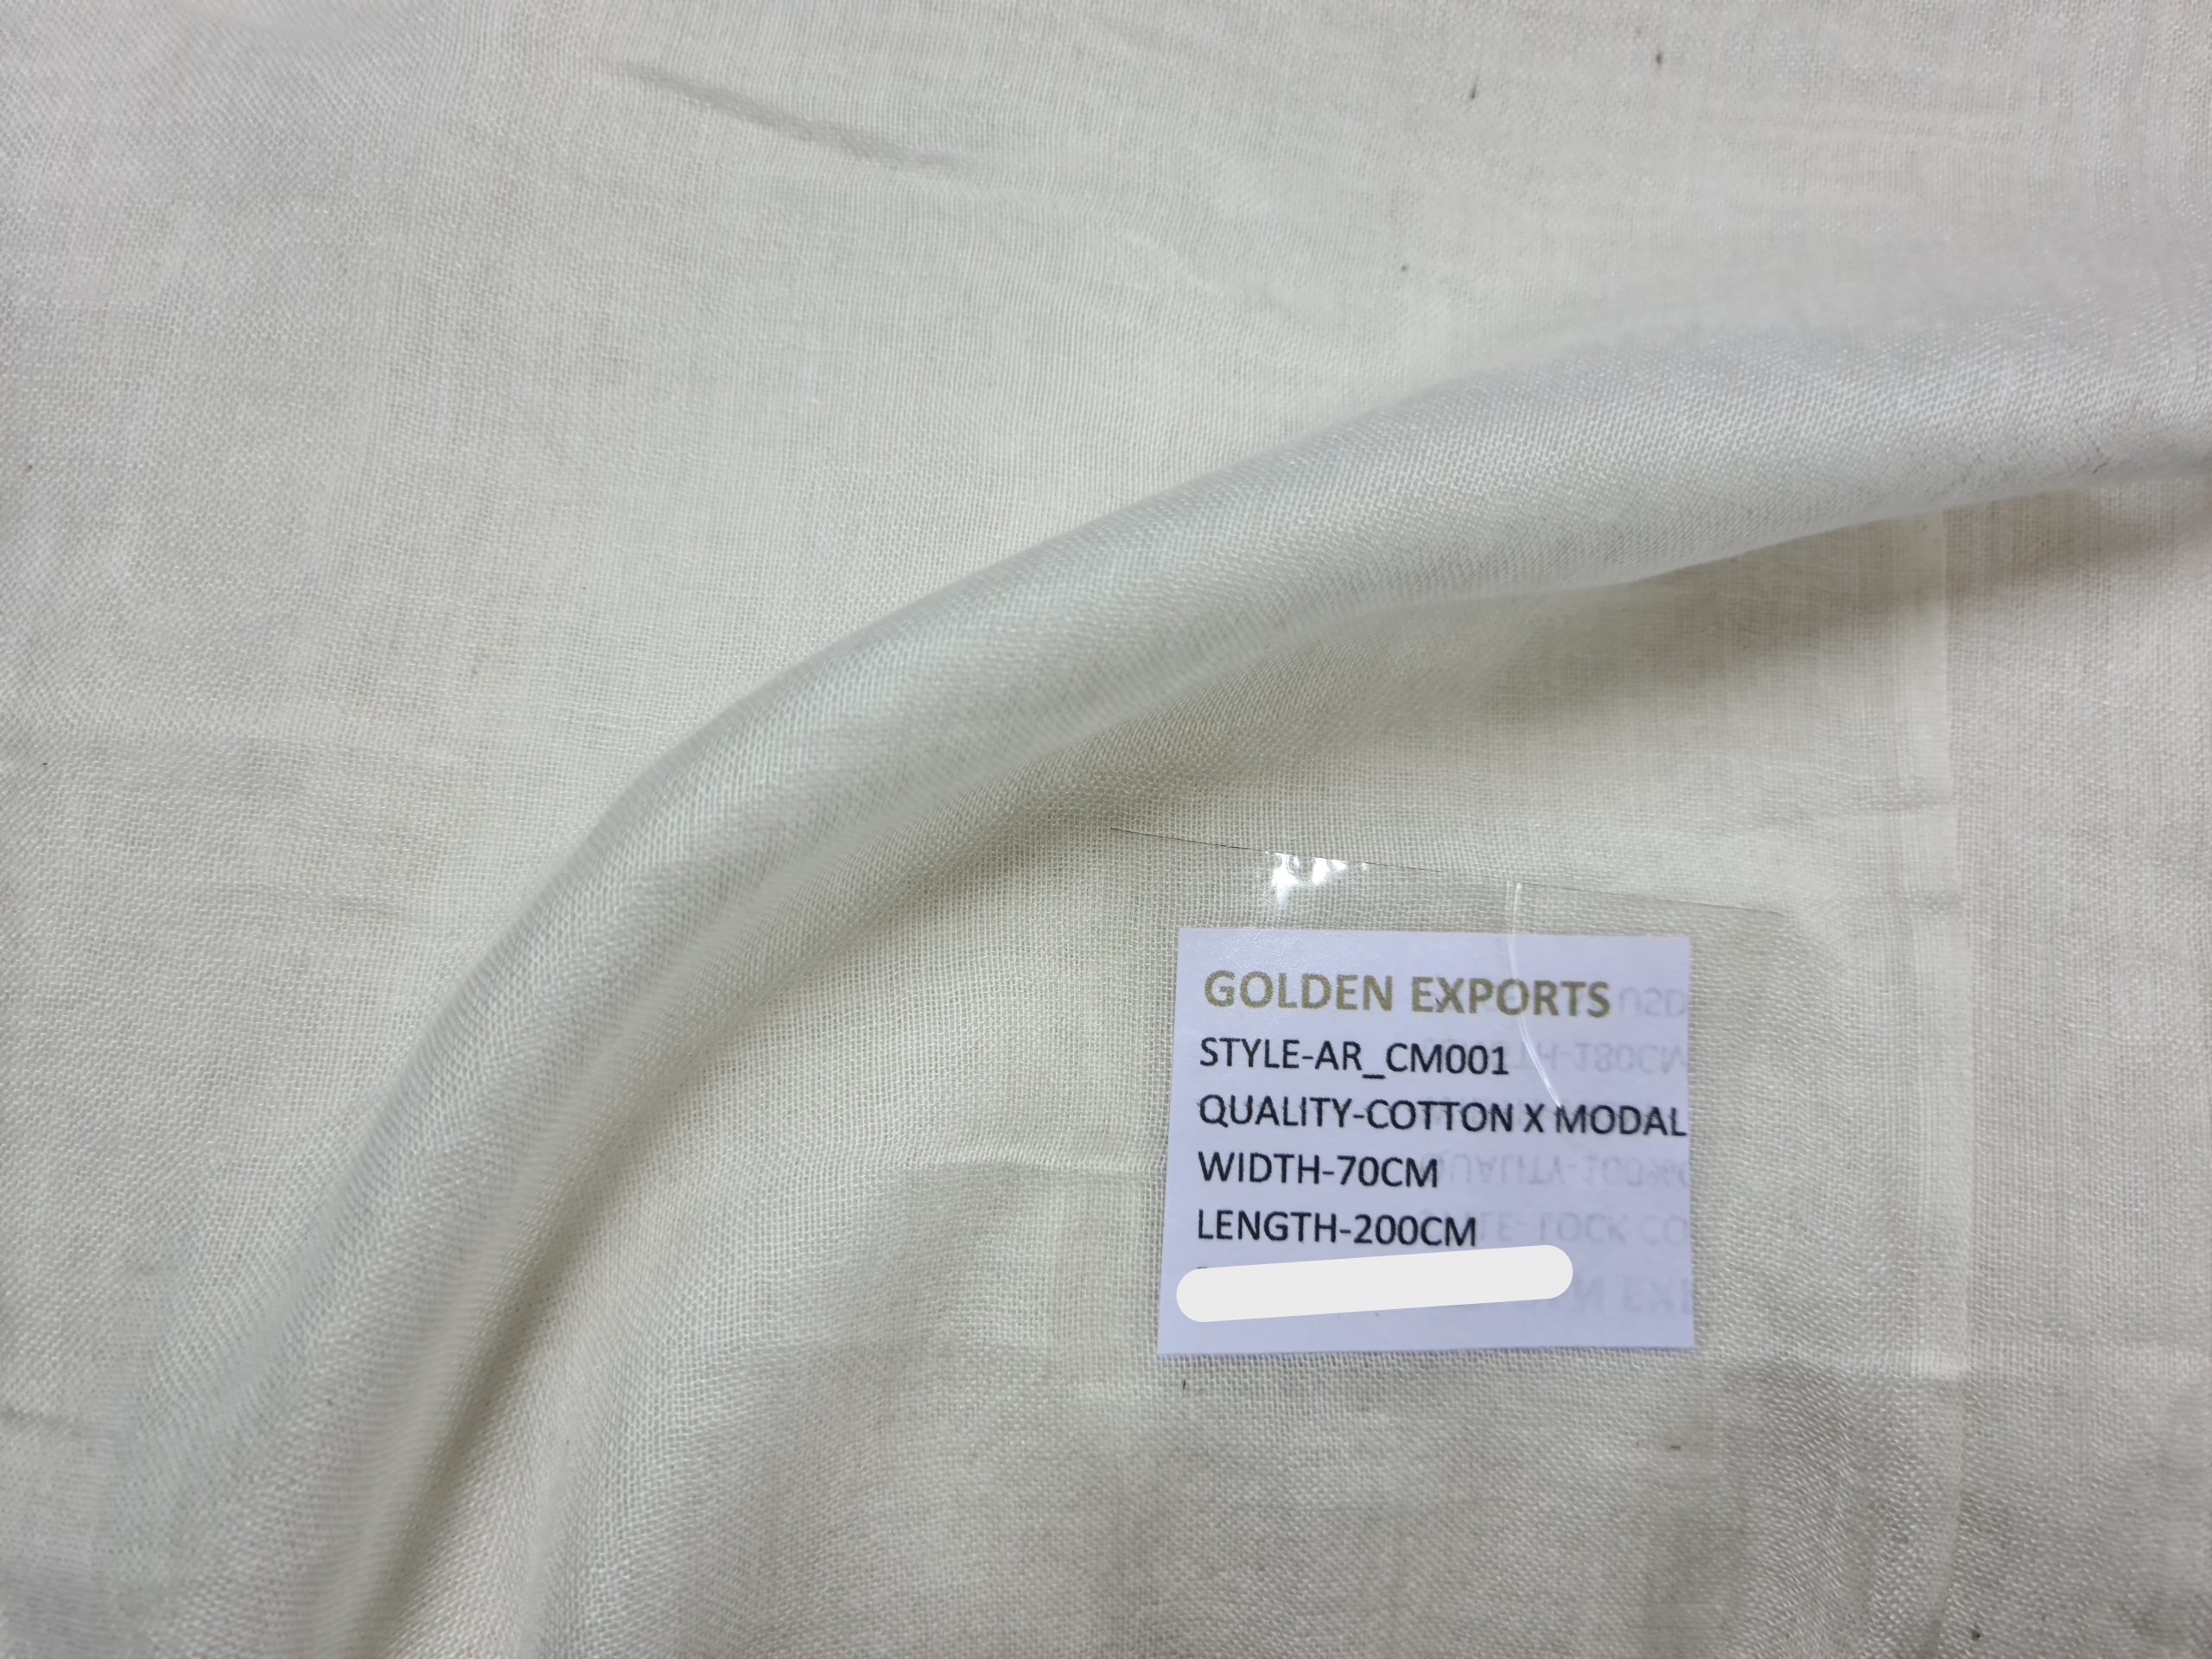 GOLDEN EXPORTS
STYLE-AR_CM001
QUALITY-COTTON X MODAL
WIDTH-70CM
LENGTH-200CM